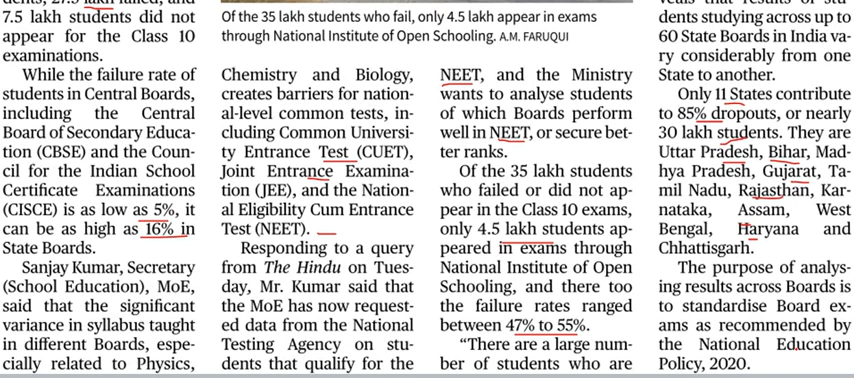 7.5 lakh students did not
appear for the Class 10
examinations.
While the failure rate of
students in Central Boards,
including the Central
Board of Secondary Educa-
tion (CBSE) and the Coun-
cil for the Indian School
Certificate Examinations
(CISCE) is as low as 5%, it
can be as high as 16% in
State Boards.
Sanjay Kumar, Secretary
(School Education), MoE,
said that the significant
variance in syllabus taught
in different Boards, espe-
cially related to Physics,
Of the 35 lakh students who fail, only 4.5 lakh appear in exams
through National Institute of Open Schooling. A.M. FARUQUI
Chemistry and Biology,
creates barriers for nation-
al-level common tests, in-
cluding Common Universi-
ty Entrance Test (CUET),
Joint Entrance Examina-
tion (JEE), and the Nation-
al Eligibility Cum Entrance
Test (NEET).
Responding to a query
from The Hindu on Tues-
day, Mr. Kumar said that
the MoE has now request-
ed data from the National
Testing Agency on stu-
dents that qualify for the
NEET, and the Ministry
wants to analyse students
of which Boards perform
well in NEET, or secure bet-
ter ranks.
Of the 35 lakh students
who failed or did not ap-
pear in the Class 10 exams,
only 4.5 lakh students ap-
peared in exams through
National Institute of Open
Schooling, and there too
the failure rates ranged
between 47% to 55%.
“There are a large num-
ber of students who are
dents studying across up to
60 State Boards in India va-
ry considerably from one
State to another.
Only 11 States contribute
to 85% dropouts, or nearly
30 lakh students. They are
Uttar Pradesh, Bihar, Mad-
hya Pradesh, Gujarat, Ta-
mil Nadu, Rajasthan, Kar-
nataka, Assam, West
Bengal, Haryana and
Chhattisgarh.
The purpose of analys-
ing results across Boards is
to standardise Board ex-
ams as recommended by
the National Education
Policy, 2020.